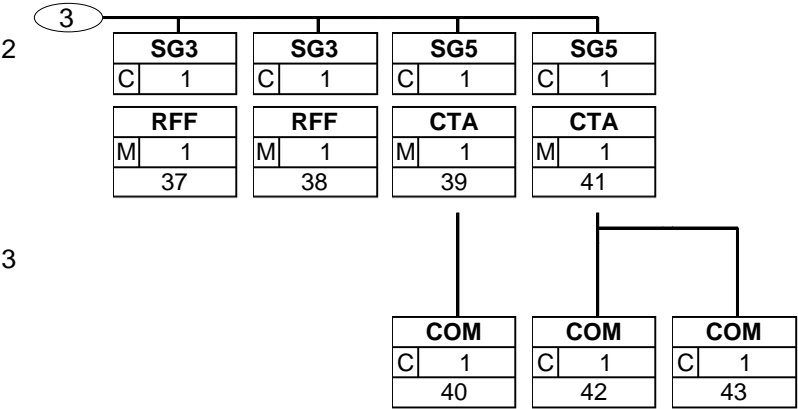 3
2
SG3 SG3 SG5 SG5
C 1 C 1 C 1 C 1
RFF RFF CTA CTA
M 1 M 1 M 1 M 1
37 38 39 41
3
COM COM COM
C 1 C 1 C 1
40 42 43